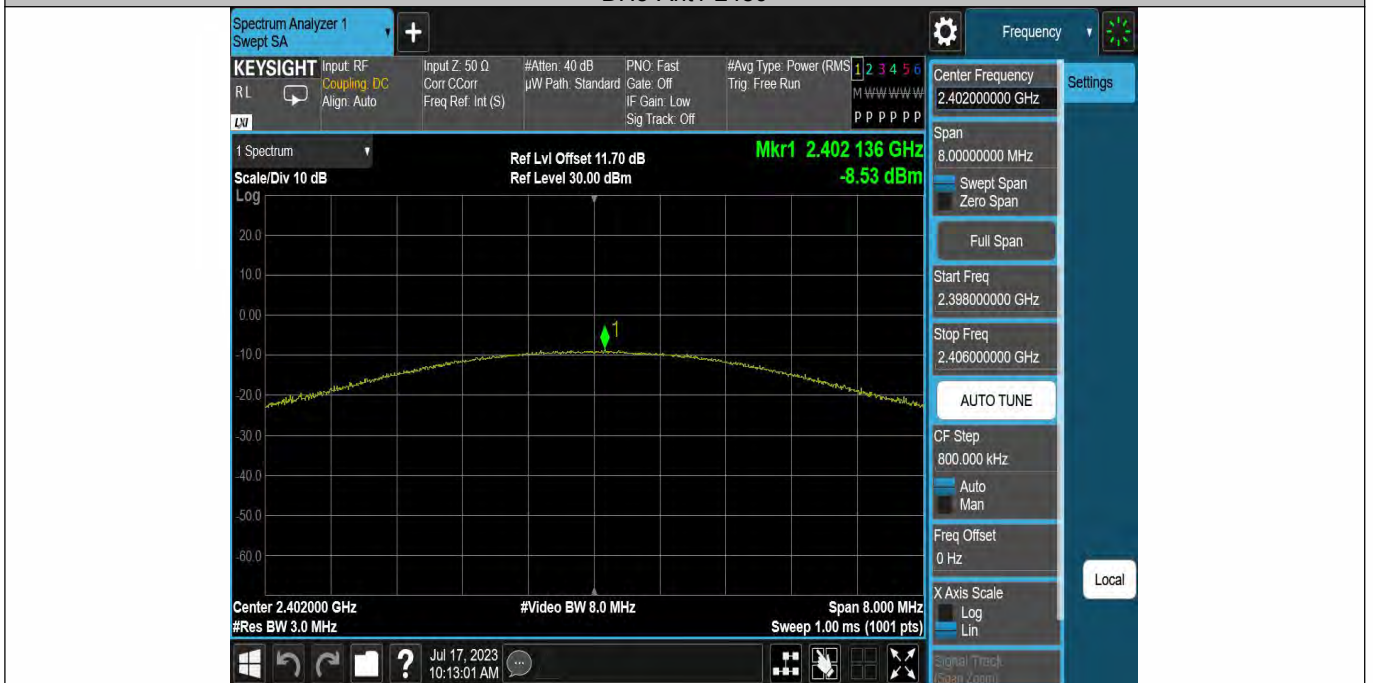 Spectrum Analyzer 1
Swept SA
+
Frequency
KEYSIGHT
RL
LXI
Input: RF
Coupling: DC
Align: Auto
Input Z: 50 Ω
Corr CCorr
Freq Ref: Int (S)
#Atten: 40 dB
µW Path: Standard
PNO: Fast
Gate: Off
IF Gain: Low
Sig Track: Off
#Avg Type: Power (RMS
Trig: Free Run
1 2 3 4 5 6
M W W W W W
P P P P P P
1 Spectrum
Scale/Div 10 dB
Log
Ref Lvl Offset 11.70 dB
Ref Level 30.00 dBm
Mkr1 2.402 136 GHz
-8.53 dBm
20.0
10.0
0.00
-10.0
-20.0
-30.0
-40.0
-50.0
-60.0
1
Center 2.402000 GHz
#Res BW 3.0 MHz
#Video BW 8.0 MHz
Span 8.000 MHz
Sweep 1.00 ms (1001 pts)
Center Frequency
2.402000000 GHz
Settings
Span
8.00000000 MHz
Swept Span
Zero Span
Full Span
Start Freq
2.398000000 GHz
Stop Freq
2.406000000 GHz
AUTO TUNE
CF Step
800.000 kHz
Auto
Man
Freq Offset
0 Hz
X Axis Scale
Log
Lin
Signal Track
(Span Zoom)
Local
?
Jul 17, 2023
10:13:01 AM